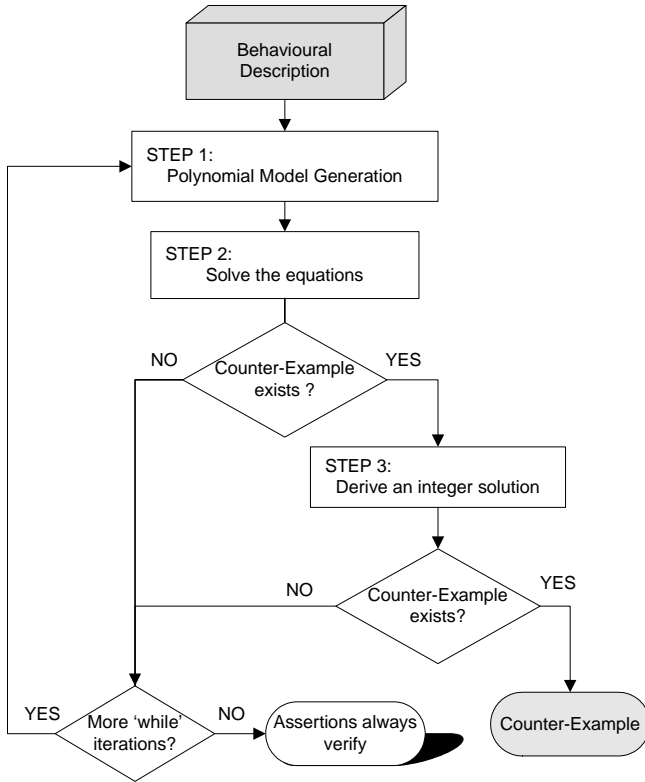 Behavioural
Description
STEP 1:
Polynomial Model Generation
STEP 2:
Solve the equations
NO
YES
Counter-Example
exists ?
STEP 3:
Derive an integer solution
NO
YES
Counter-Example
exists?
YES
More ‘while’
iterations?
NO
Assertions always
verify
Counter-Example